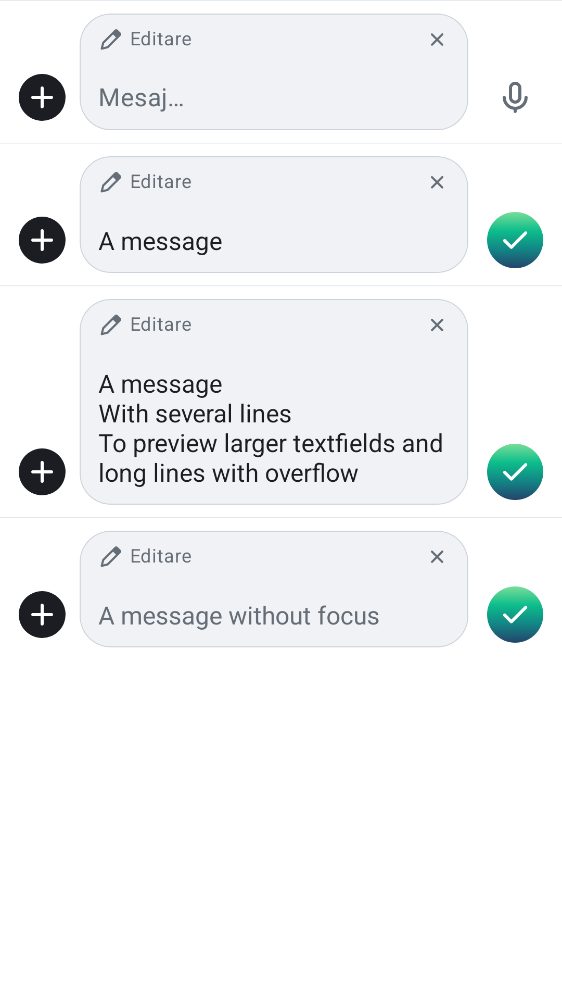 Editare
Mesaj…
Editare
A message
Editare
A message
With several lines
To preview larger textfields and
long lines with overflow
Editare
A message without focus